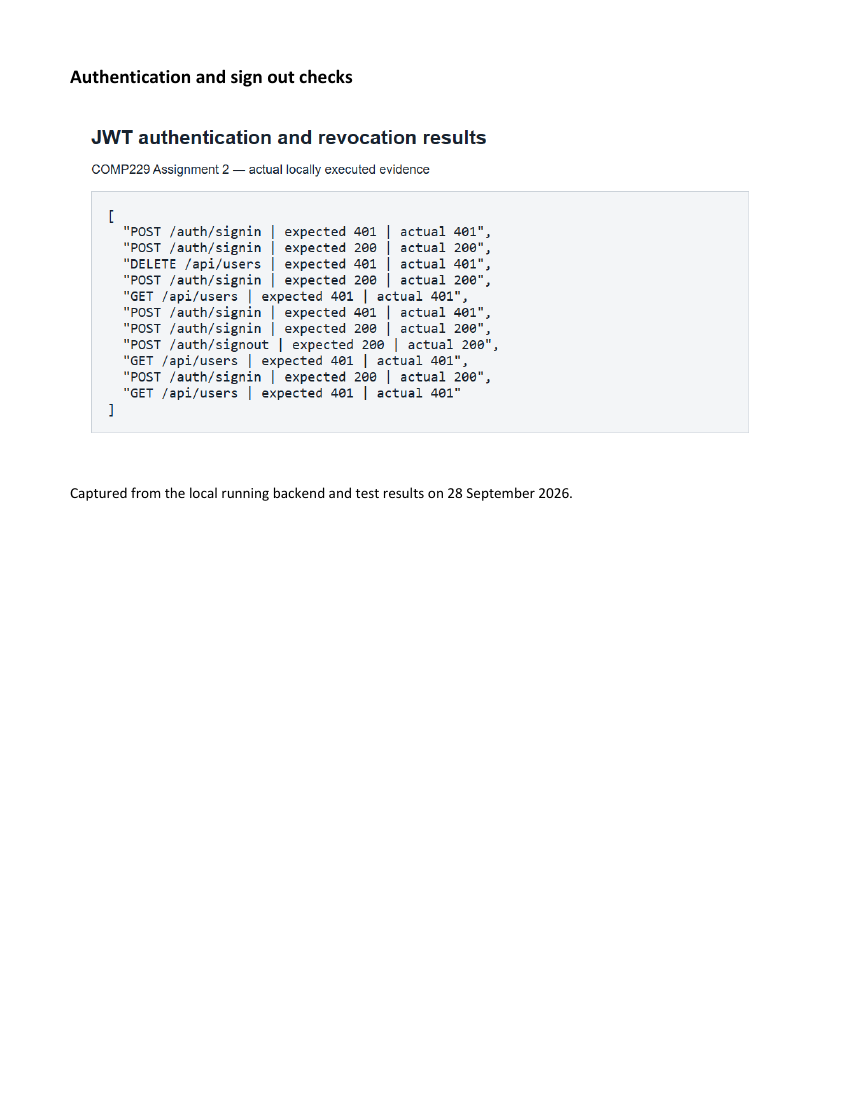 Authentication and sign out checks
JWT authentication and revocation results
COMP229 Assignment 2 — actual locally executed evidence
[
"POST /auth/signin | expected 401 | actual 401",
"POST /auth/signin | expected 200 | actual 200",
"DELETE /api/users | expected 401 | actual 401",
"POST /auth/signin | expected 200 | actual 200",
"GET /api/users | expected 401 | actual 401",
"POST /auth/signin | expected 401 | actual 401",
"POST /auth/signin | expected 200 | actual 200",
"POST /auth/signout | expected 200 | actual 200",
"GET /api/users | expected 401 | actual 401",
"POST /auth/signin | expected 200 | actual 200",
"GET /api/users | expected 401 | actual 401"
]
Captured from the local running backend and test results on 28 September 2026.